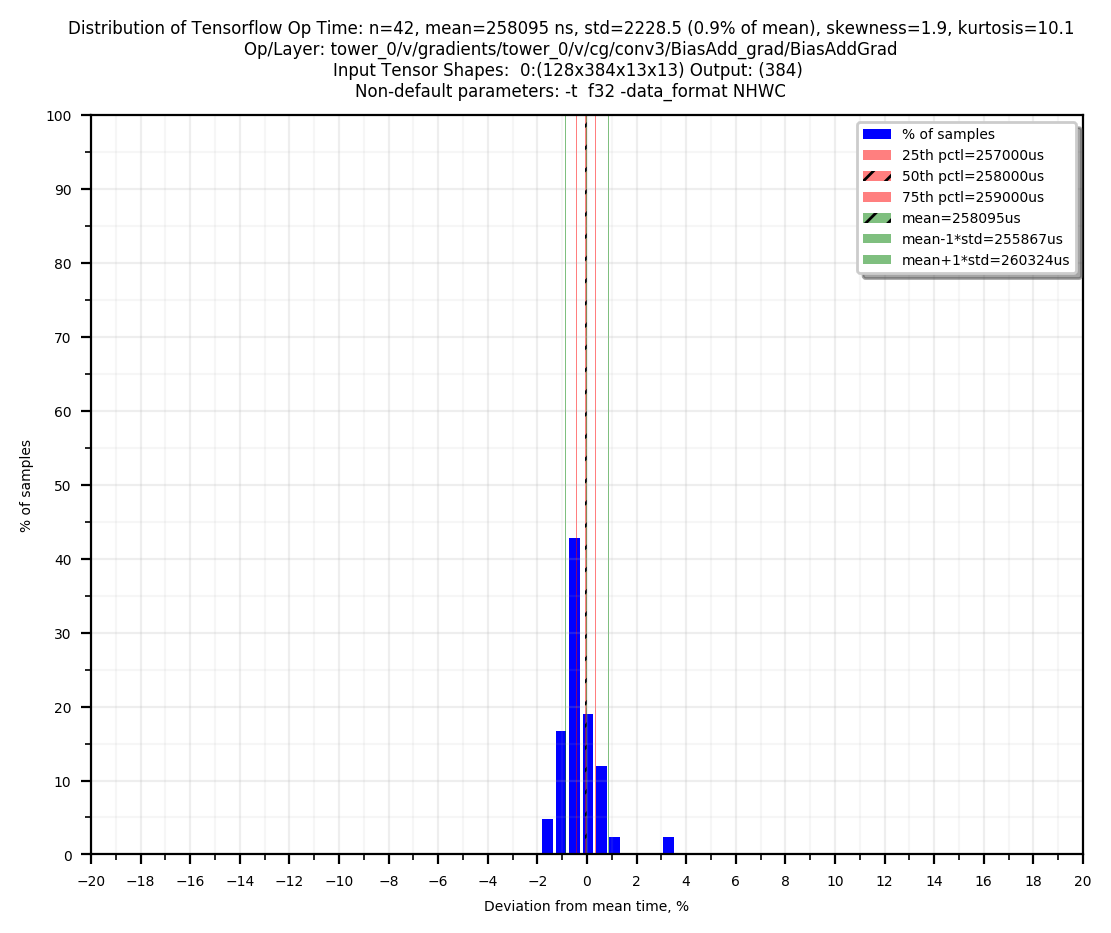 Distribution of Tensorflow Op Time: n=42, mean=258095 ns, std=2228.5 (0.9% of mean), skewness=1.9, kurtosis=10.1
Op/Layer: tower_0/v/gradients/tower_0/v/cg/conv3/BiasAdd_grad/BiasAddGrad
Input Tensor Shapes:  0:(128x384x13x13) Output: (384)
Non-default parameters: -t  f32 -data_format NHWC
100
90
80
70
60
50
40
30
20
10
0
% of samples
% of samples
25th pctl=257000us
50th pctl=258000us
75th pctl=259000us
mean=258095us
mean-1*std=255867us
mean+1*std=260324us
−20 −18 −16 −14 −12 −10 −8 −6 −4 −2 0 2 4 6 8 10 12 14 16 18 20
Deviation from mean time, %